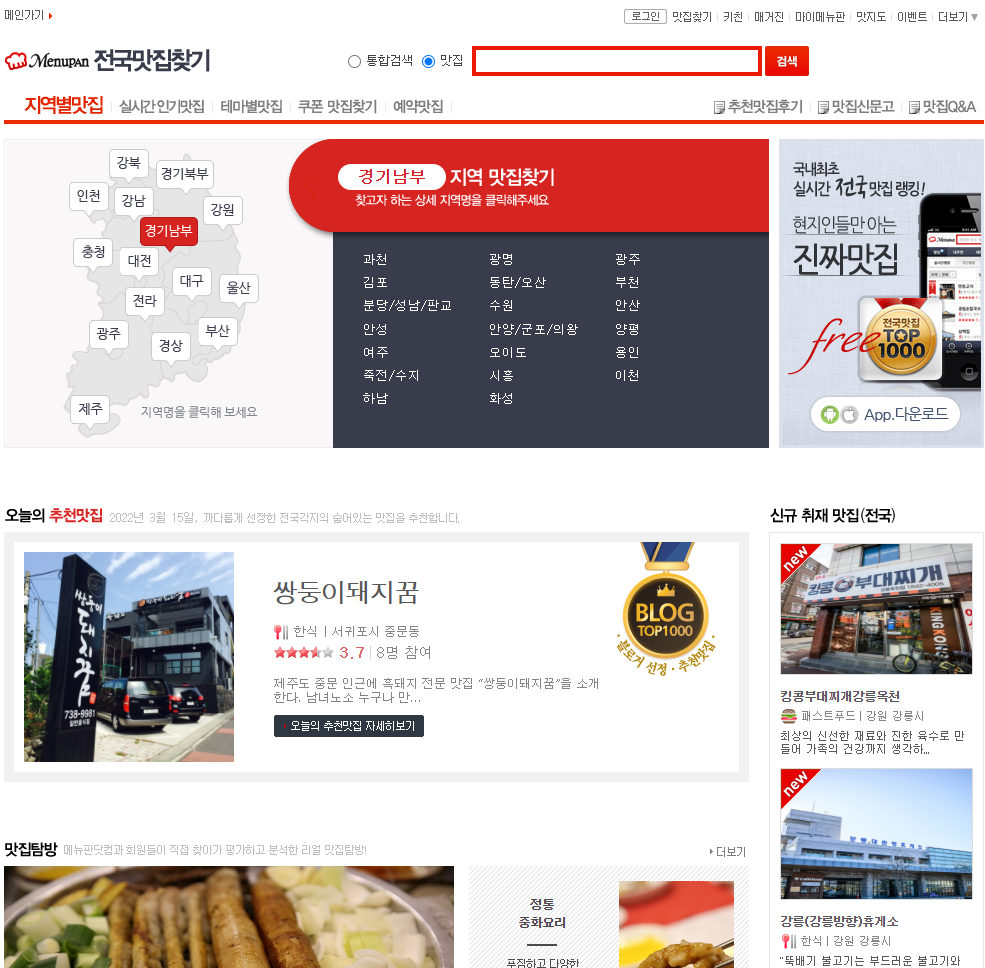 메인가기
로그인 맛집찾기 키친 매거진 마이메뉴판 맛지도 이벤트 더보기
MENUPAN 전국맛집찾기
통합검색 맛집 검색
지역별맛집 실시간 인기맛집 테마별맛집 쿠폰 맛집찾기 예약맛집 추천맛집후기 맛집신문고 맛집Q&A
강북
경기북부
인천
강남
강원
경기남부
충청
대전
대구
울산
전라
광주
부산
경상
제주
지역명을 클릭해 보세요
경기남부 지역 맛집찾기
찾고자 하는 상세 지역명을 클릭해주세요
과천 광명 광주
김포 동탄/오산 부천
분당/성남/판교 수원 안산
안성 안양/군포/의왕 양평
여주 오이도 용인
죽전/수지 시흥 이천
하남 화성
국내최초
실시간 전국 맛집 랭킹!
현지인들만 아는
진짜맛집
free
전국맛집
TOP
1000
App.다운로드
오늘의 추천맛집 2022년 3월 15일, 까다롭게 선정한 전국각지의 숨어있는 맛집을 추천합니다.
쌍둥이돼지꿈
738-9981
쌍둥이돼지꿈
한식 | 서귀포시 중문동
3.7 8명 참여
제주도 중문 인근에 흑돼지 전문 맛집 “쌍둥이돼지꿈”을 소개
한다. 남녀노소 누구나 만...
오늘의 추천맛집 자세히보기
BLOG
TOP1000
블로거 선정 · 추천맛집
신규 취재 맛집(전국)
new
킹콩 부대찌개
642-4005
KING KONG
킹콩부대찌개강릉옥천
패스트푸드 | 강원 강릉시
최상의 신선한 재료와 진한 육수로 만
들어 가족의 건강까지 생각하...
new
강릉대관령휴게소
강릉(강릉방향)휴게소
한식 | 강원 강릉시
"뚝배기 불고기는 부드러운 불고기와
맛집탐방 메뉴판닷컴과 회원들이 직접 찾아가 평가하고 분석한 리얼 맛집탐방!
더보기
정통
중화요리
푸짐하고 다양한